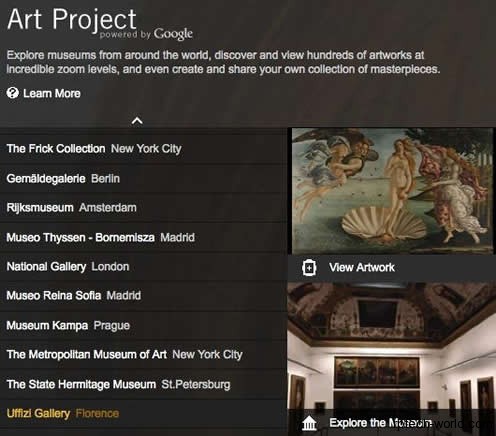 Art Project
powered by Google
Explore museums from around the world, discover and view hundreds of artworks at
incredible zoom levels, and even create and share your own collection of masterpieces.
Learn More
The Frick Collection New York City
Gemäldegalerie Berlin
Rijksmuseum Amsterdam
Museo Thyssen - Bornemisza Madrid
National Gallery London
Museo Reina Sofia Madrid
Museum Kampa Prague
The Metropolitan Museum of Art New York City
The State Hermitage Museum St.Petersburg
Uffizi Gallery Florence
View Artwork
Explore the Museum